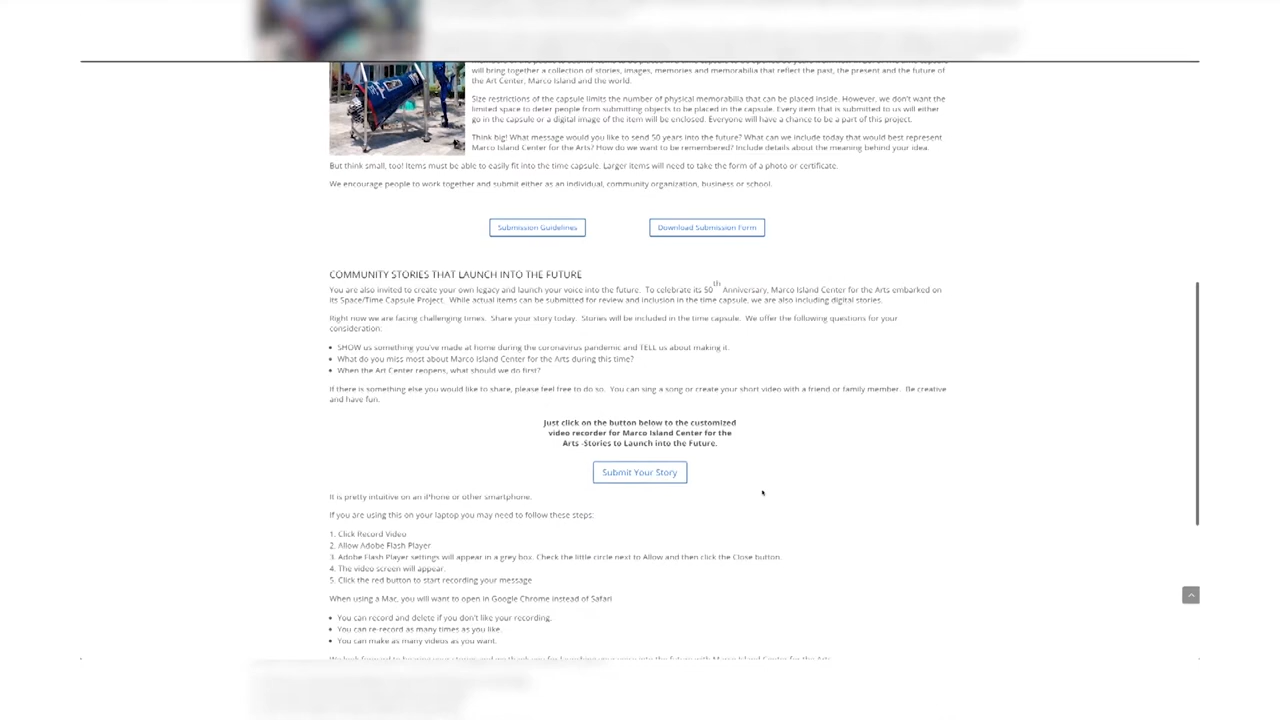 will bring together a collection of stories, images, memories and memorabilia that reflect the past, the present and the future of
the Art Center, Marco Island and the world.
Size restrictions of the capsule limits the number of physical memorabilia that can be placed inside. However, we don't want the
limited space to deter people from submitting objects to be placed in the capsule. Every item that is submitted to us will either
go in the capsule or a digital image of the item will be enclosed. Everyone will have a chance to be a part of this project.
Think big! What message would you like to send 50 years into the future? What can we include today that would best represent
Marco Island Center for the Arts? How do we want to be remembered? Include details about the meaning behind your idea.
But think small, too! Items must be able to easily fit into the time capsule. Larger items will need to take the form of a photo or certificate.
We encourage people to work together and submit either as an individual, community organization, business or school.
Submission Guidelines
Download Submission Form
COMMUNITY STORIES THAT LAUNCH INTO THE FUTURE
You are also invited to create your own legacy and launch your voice into the future. To celebrate its 50th Anniversary, Marco Island Center for the Arts embarked on
its Space/Time Capsule Project. While actual items can be submitted for review and inclusion in the time capsule, we are also including digital stories.
Right now we are facing challenging times. Share your story today. Stories will be included in the time capsule. We offer the following questions for your
consideration:
• SHOW us something you've made at home during the coronavirus pandemic and TELL us about making it.
• What do you miss most about Marco Island Center for the Arts during this time?
• When the Art Center reopens, what should we do first?
If there is something else you would like to share, please feel free to do so. You can sing a song or create your short video with a friend or family member. Be creative
and have fun.
Just click on the button below to the customized
video recorder for Marco Island Center for the
Arts -Stories to Launch into the Future.
Submit Your Story
It is pretty intuitive on an iPhone or other smartphone.
If you are using this on your laptop you may need to follow these steps:
1. Click Record Video
2. Allow Adobe Flash Player
3. Adobe Flash Player settings will appear in a grey box. Check the little circle next to Allow and then click the Close button.
4. The video screen will appear.
5. Click the red button to start recording your message
When using a Mac, you will want to open in Google Chrome instead of Safari
• You can record and delete if you don't like your recording.
• You can re-record as many times as you like.
• You can make as many videos as you want.